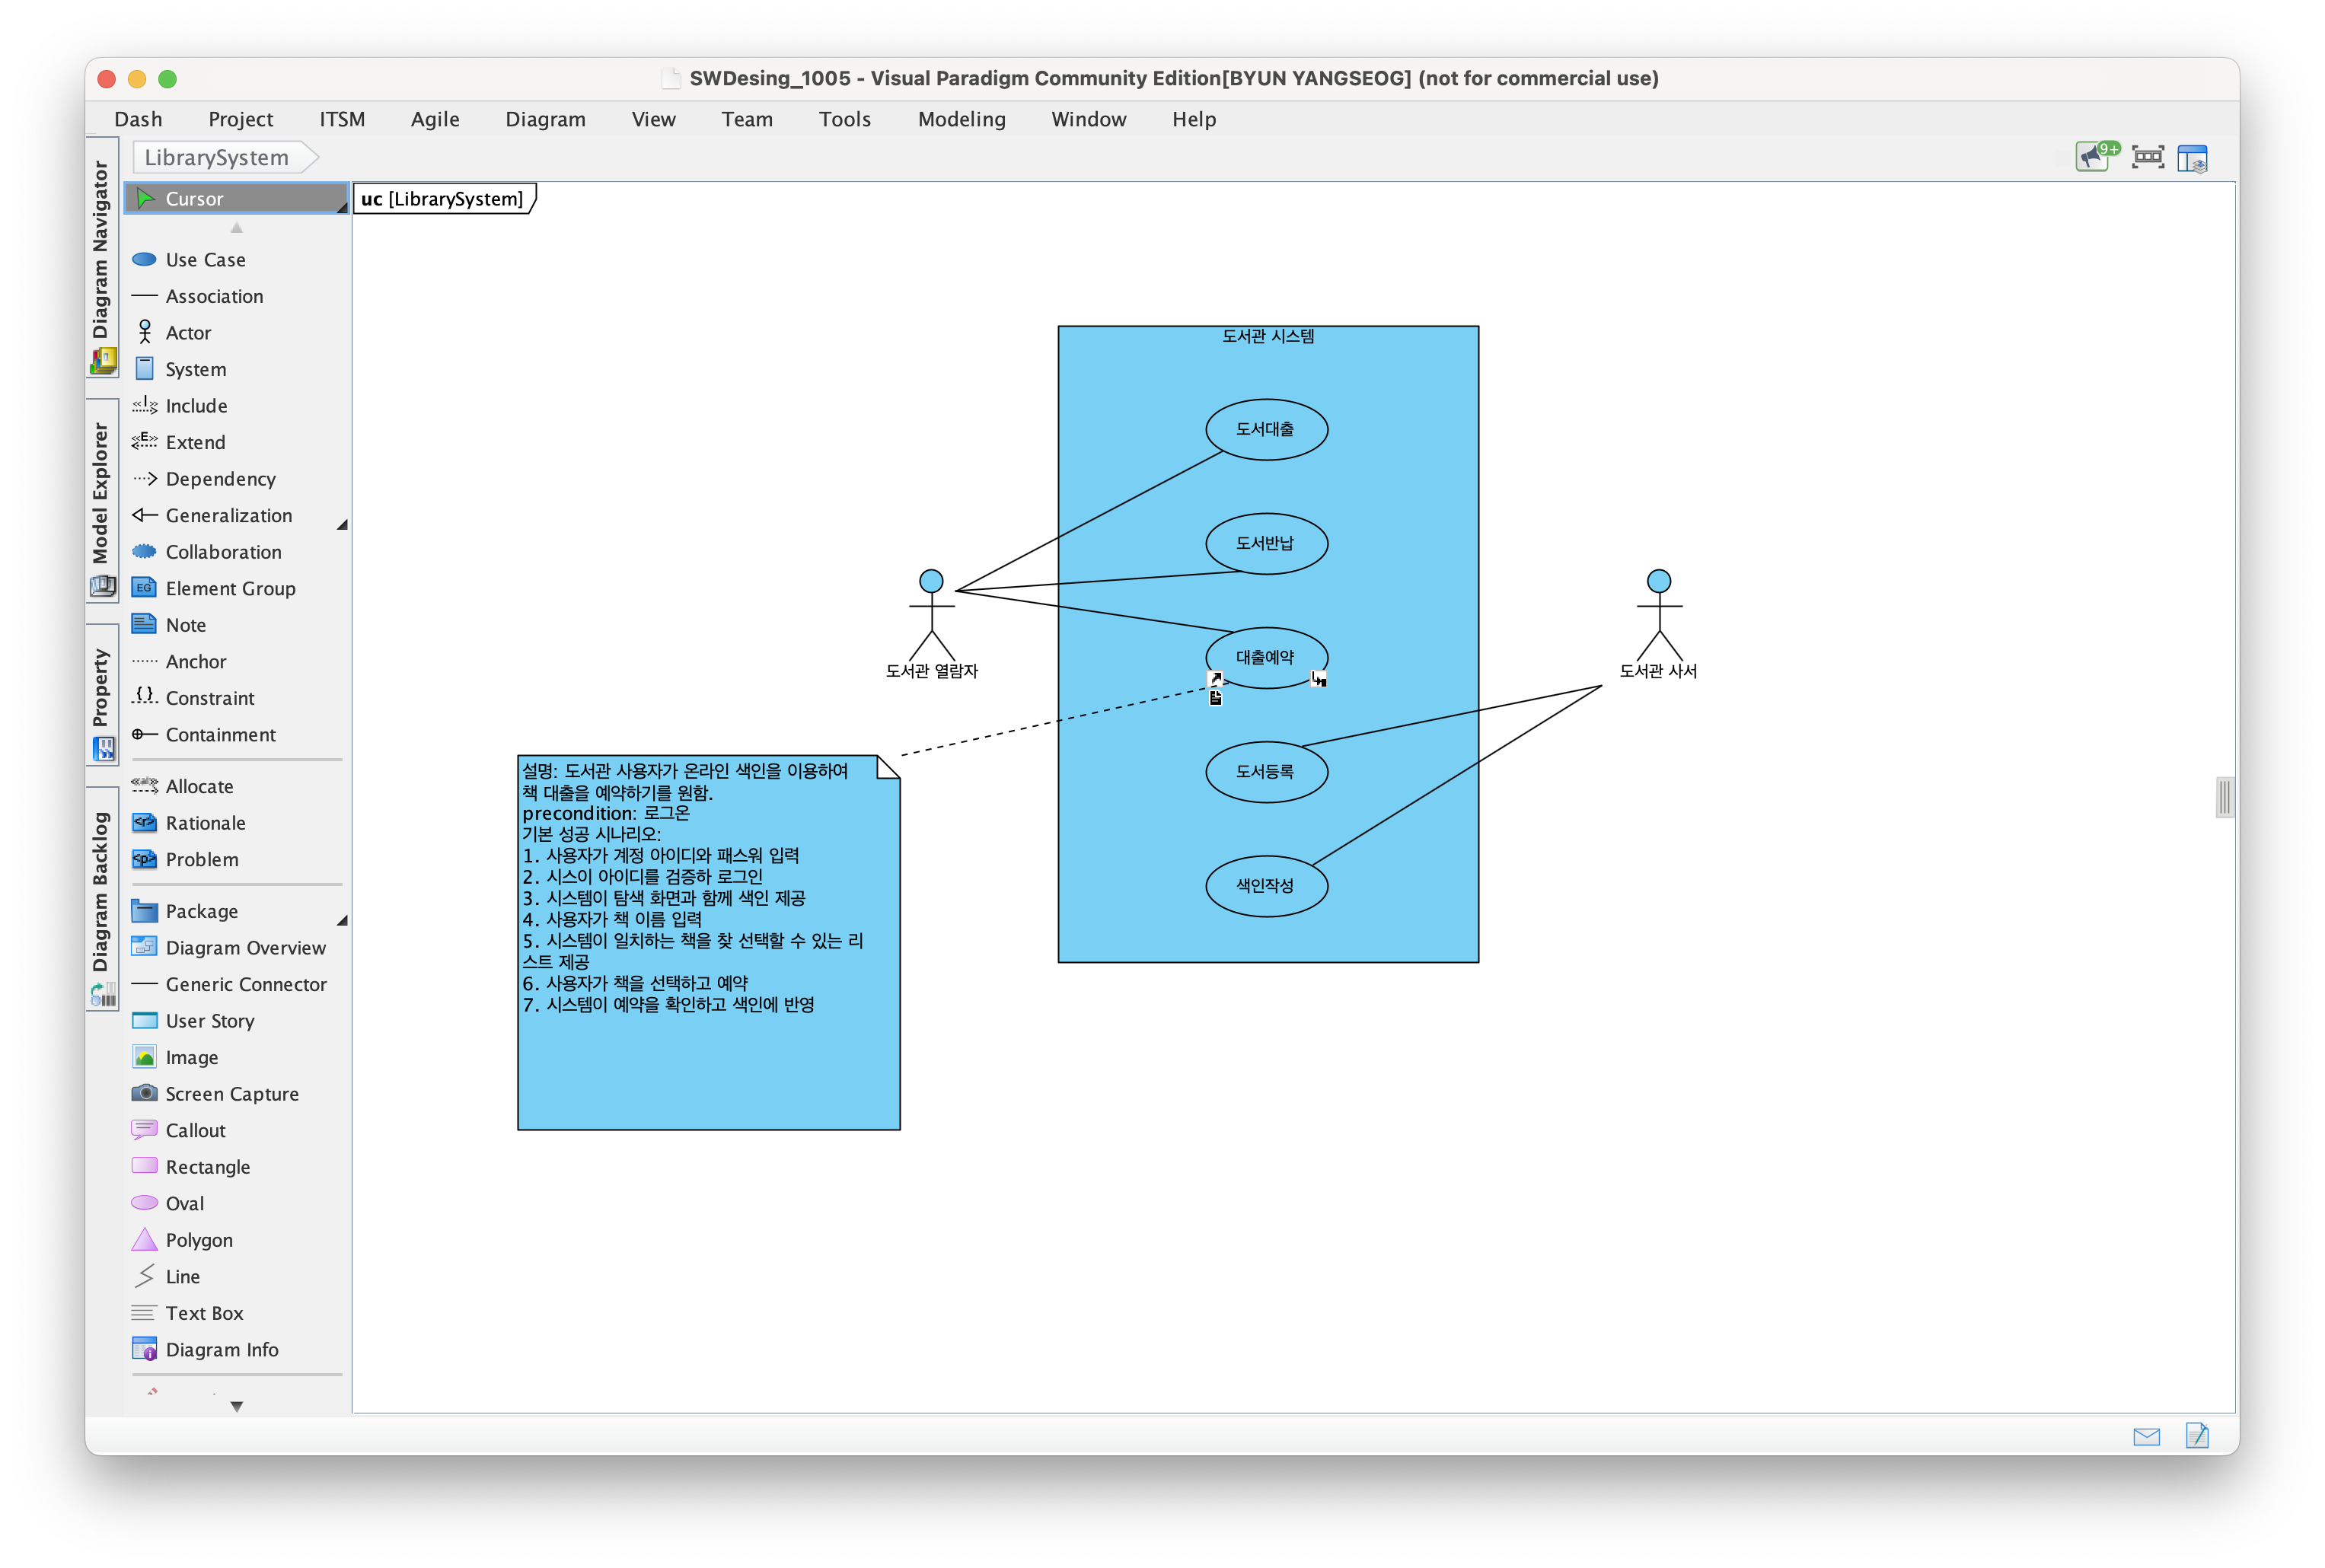 SWDesing_1005 - Visual Paradigm Community Edition[BYUN YANGSEOG] (not for commercial use)
Dash Project ITSM Agile Diagram View Team Tools Modeling Window Help
LibrarySystem
9+
Diagram Navigator
Model Explorer
Property
Diagram Backlog
Cursor
Use Case
Association
Actor
System
Include
Extend
Dependency
Generalization
Collaboration
Element Group
Note
Anchor
Constraint
Containment
Allocate
Rationale
Problem
Package
Diagram Overview
Generic Connector
User Story
Image
Screen Capture
Callout
Rectangle
Oval
Polygon
Line
Text Box
Diagram Info
uc [LibrarySystem]
도서관 시스템
도서대출
도서반납
대출예약
도서등록
색인작성
도서관 열람자
도서관 사서
설명: 도서관 사용자가 온라인 색인을 이용하여
책 대출을 예약하기를 원함.
precondition: 로그온
기본 성공 시나리오:
1. 사용자가 계정 아이디와 패스워 입력
2. 시스이 아이디를 검증하 로그인
3. 시스템이 탐색 화면과 함께 색인 제공
4. 사용자가 책 이름 입력
5. 시스템이 일치하는 책을 찾 선택할 수 있는 리
스트 제공
6. 사용자가 책을 선택하고 예약
7. 시스템이 예약을 확인하고 색인에 반영